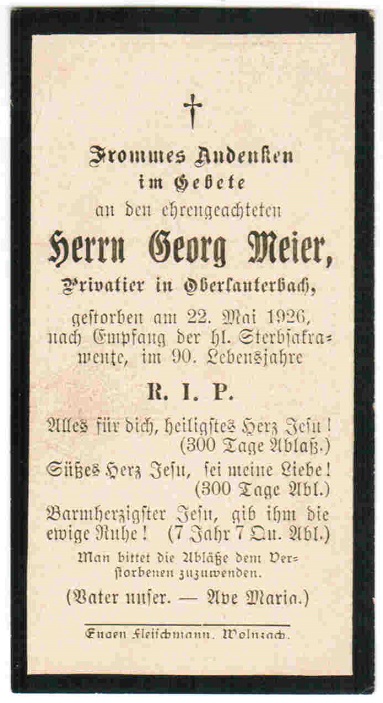 Frommes Andenken
im Gebete
an den ehrengeachteten
Herrn Georg Meier,
Privatier in Oberlauterbach,
gestorben am 22. Mai 1926,
nach Empfang der hl. Sterbsakra-
mente, im 90. Lebensjahre
R. I. P.
Alles für dich, heiligstes Herz Jesu!
(300 Tage Ablaß.)
Süßes Herz Jesu, sei meine Liebe!
(300 Tage Abl.)
Barmherzigster Jesu, gib ihm die
ewige Ruhe! (7 Jahr 7 Qu. Abl.)
Man bittet die Abläße dem Ver-
storbenen zuzuwenden.
(Vater unser. — Ave Maria.)
Eugen Fleischmann, Wolnzach.